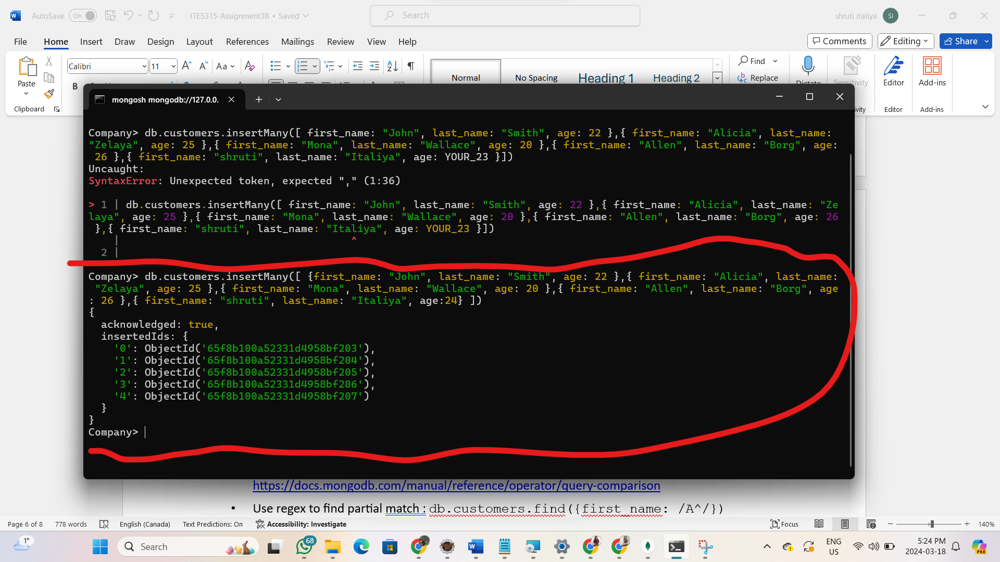 AutoSave On ITE5315-Assignment3B • Saved Search shruti italiya SI
File Home Insert Draw Design Layout References Mailings Review View Help Comments Editing Share
Paste
Clipboard
Calibri 11 Aa
B
Normal No Spacing Heading 1 Heading 2
Find
Replace
Editor
Editor
Add-ins
Add-ins
mongosh mongodb://127.0.0.
Company> db.customers.insertMany([ first_name: "John", last_name: "Smith", age: 22 },{ first_name: "Alicia", last_name:
"Zelaya", age: 25 },{ first_name: "Mona", last_name: "Wallace", age: 20 },{ first_name: "Allen", last_name: "Borg", age:
26 },{ first_name: "shruti", last_name: "Italiya", age: YOUR_23 }])
Uncaught:
SyntaxError: Unexpected token, expected "," (1:36)
> 1 | db.customers.insertMany([ first_name: "John", last_name: "Smith", age: 22 },{ first_name: "Alicia", last_name: "Ze
laya", age: 25 },{ first_name: "Mona", last_name: "Wallace", age: 20 },{ first_name: "Allen", last_name: "Borg", age: 26
},{ first_name: "shruti", last_name: "Italiya", age: YOUR_23 }])
| ^
2 |
Company> db.customers.insertMany([ {first_name: "John", last_name: "Smith", age: 22 },{ first_name: "Alicia", last_name:
"Zelaya", age: 25 },{ first_name: "Mona", last_name: "Wallace", age: 20 },{ first_name: "Allen", last_name: "Borg", age
: 26 },{ first_name: "shruti", last_name: "Italiya", age:24} ])
{
acknowledged: true,
insertedIds: {
'0': ObjectId('65f8b100a52331d4958bf203'),
'1': ObjectId('65f8b100a52331d4958bf204'),
'2': ObjectId('65f8b100a52331d4958bf205'),
'3': ObjectId('65f8b100a52331d4958bf206'),
'4': ObjectId('65f8b100a52331d4958bf207')
}
}
Company>
https://docs.mongodb.com/manual/reference/operator/query-comparison
• Use regex to find partial match : db.customers.find({first_name: /A^/})
Page 6 of 8 778 words English (Canada) Text Predictions: On Accessibility: Investigate Focus 140%
1° Search 68 ENG US 5:24 PM 2024-03-18 PRE